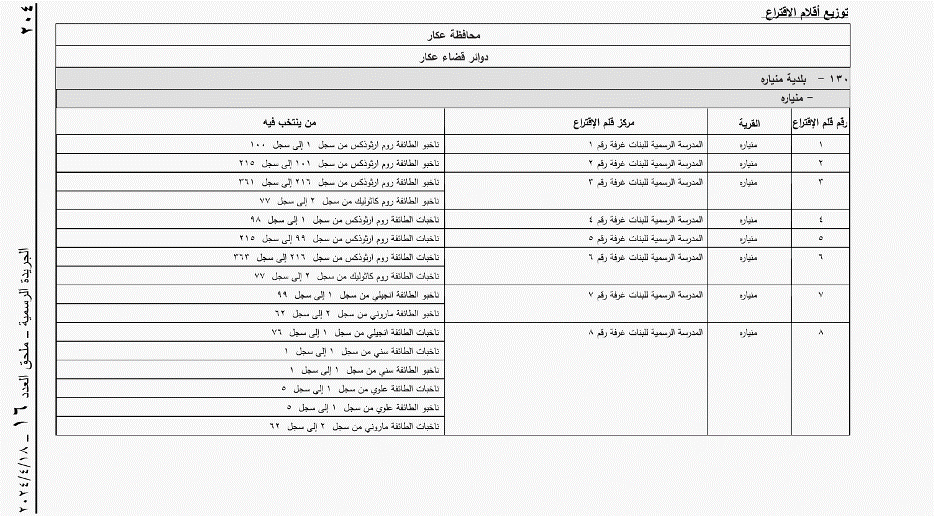 توزيع أقلام الإقتراع
محافظة عكار
دوائر قضاء عكار
١٣٠ - بلدية منياره
- منياره
رقم قلم الإقتراع القرية مركز قلم الإقتراع من ينتخب فيه
١ منياره المدرسة الرسمية للبنات غرفة رقم ١ ناخبو الطائفة روم ارثوذكس من سجل ١ إلى سجل ١٠٠
٢ منياره المدرسة الرسمية للبنات غرفة رقم ٢ ناخبو الطائفة روم ارثوذكس من سجل ١٠١ إلى سجل ٢١٥
٣ منياره المدرسة الرسمية للبنات غرفة رقم ٣ ناخبو الطائفة روم ارثوذكس من سجل ٢١٦ إلى سجل ٣٦١
ناخبو الطائفة روم كاثوليك من سجل ٢ إلى سجل ٧٧
٤ منياره المدرسة الرسمية للبنات غرفة رقم ٤ ناخبات الطائفة روم ارثوذكس من سجل ١ إلى سجل ٩٨
٥ منياره المدرسة الرسمية للبنات غرفة رقم ٥ ناخبات الطائفة روم ارثوذكس من سجل ٩٩ إلى سجل ٢١٥
٦ منياره المدرسة الرسمية للبنات غرفة رقم ٦ ناخبات الطائفة روم ارثوذكس من سجل ٢١٦ إلى سجل ٣٦٣
ناخبات الطائفة روم كاثوليك من سجل ٢ إلى سجل ٧٧
٧ منياره المدرسة الرسمية للبنات غرفة رقم ٧ ناخبو الطائفة انجيلي من سجل ١ إلى سجل ٩٩
ناخبو الطائفة ماروني من سجل ٢ إلى سجل ٦٢
٨ منياره المدرسة الرسمية للبنات غرفة رقم ٨ ناخبات الطائفة انجيلي من سجل ١ إلى سجل ٧٦
ناخبات الطائفة سني من سجل ١ إلى سجل ١
ناخبو الطائفة سني من سجل ١ إلى سجل ١
ناخبات الطائفة علوي من سجل ١ إلى سجل ٥
ناخبو الطائفة علوي من سجل ١ إلى سجل ٥
ناخبات الطائفة ماروني من سجل ٢ إلى سجل ٦٢
٢٠٤
الجريدة الرسمية ـ ملحق العدد ١٦ ـ ٢٠٢٤/٤/١٨